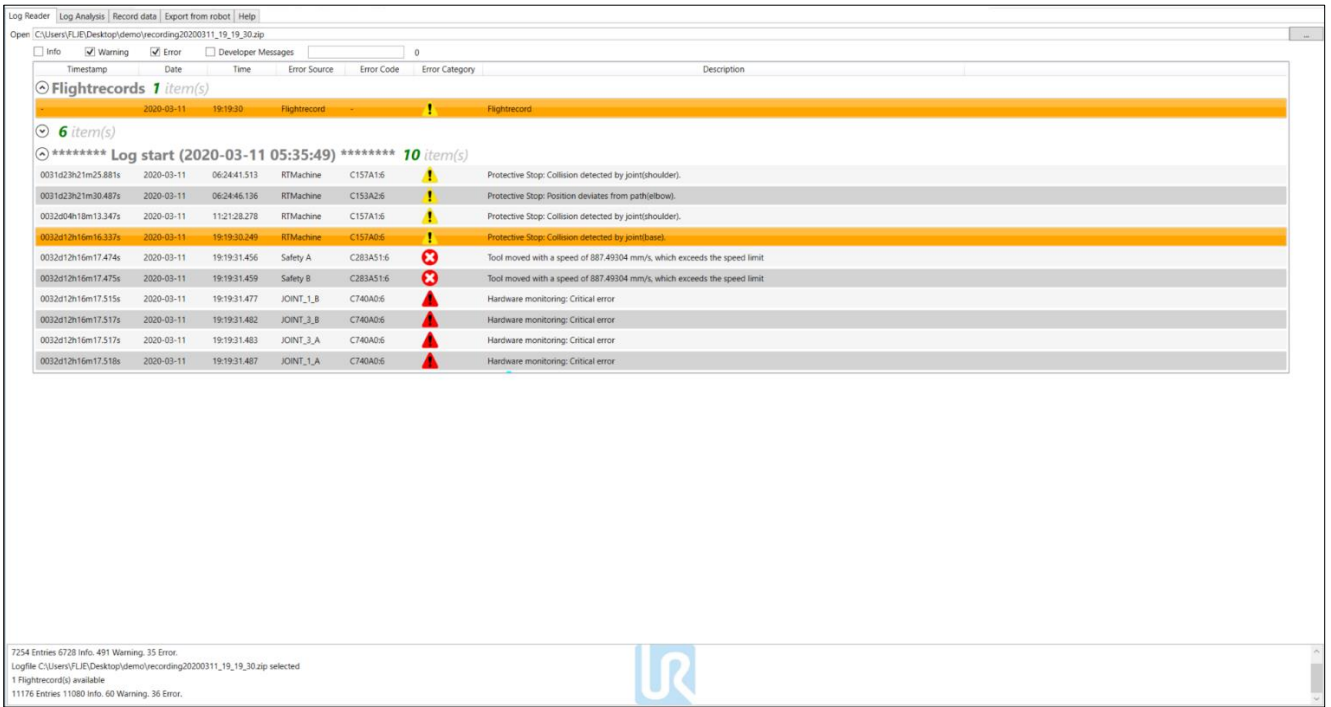 Log Reader Log Analysis Record data Export from robot Help
Open C:\Users\FLJE\Desktop\demo\recording20200311_19_19_30.zip ...
Info Warning Error Developer Messages 0
Timestamp Date Time Error Source Error Code Error Category Description
Flightrecords 1 item(s)
- 2020-03-11 19:19:30 Flightrecord - Flightrecord
6 item(s)
******** Log start (2020-03-11 05:35:49) ******** 10 item(s)
0031d23h21m25.881s 2020-03-11 06:24:41.513 RTMachine C157A1:6 Protective Stop: Collision detected by joint(shoulder).
0031d23h21m30.487s 2020-03-11 06:24:46.136 RTMachine C153A2:6 Protective Stop: Position deviates from path(elbow).
0032d04h18m13.347s 2020-03-11 11:21:28.278 RTMachine C157A1:6 Protective Stop: Collision detected by joint(shoulder).
0032d12h16m16.337s 2020-03-11 19:19:30.249 RTMachine C157A0:6 Protective Stop: Collision detected by joint(base).
0032d12h16m17.474s 2020-03-11 19:19:31.456 Safety A C283A51:6 Tool moved with a speed of 887.49304 mm/s, which exceeds the speed limit
0032d12h16m17.475s 2020-03-11 19:19:31.459 Safety B C283A51:6 Tool moved with a speed of 887.49304 mm/s, which exceeds the speed limit
0032d12h16m17.515s 2020-03-11 19:19:31.477 JOINT_1_B C740A0:6 Hardware monitoring: Critical error
0032d12h16m17.517s 2020-03-11 19:19:31.482 JOINT_3_B C740A0:6 Hardware monitoring: Critical error
0032d12h16m17.517s 2020-03-11 19:19:31.483 JOINT_3_A C740A0:6 Hardware monitoring: Critical error
0032d12h16m17.518s 2020-03-11 19:19:31.487 JOINT_1_A C740A0:6 Hardware monitoring: Critical error
7254 Entries 6728 Info. 491 Warning. 35 Error.
Logfile C:\Users\FLJE\Desktop\demo\recording20200311_19_19_30.zip selected
1 Flightrecord(s) available
11176 Entries 11080 Info. 60 Warning. 36 Error.
UR